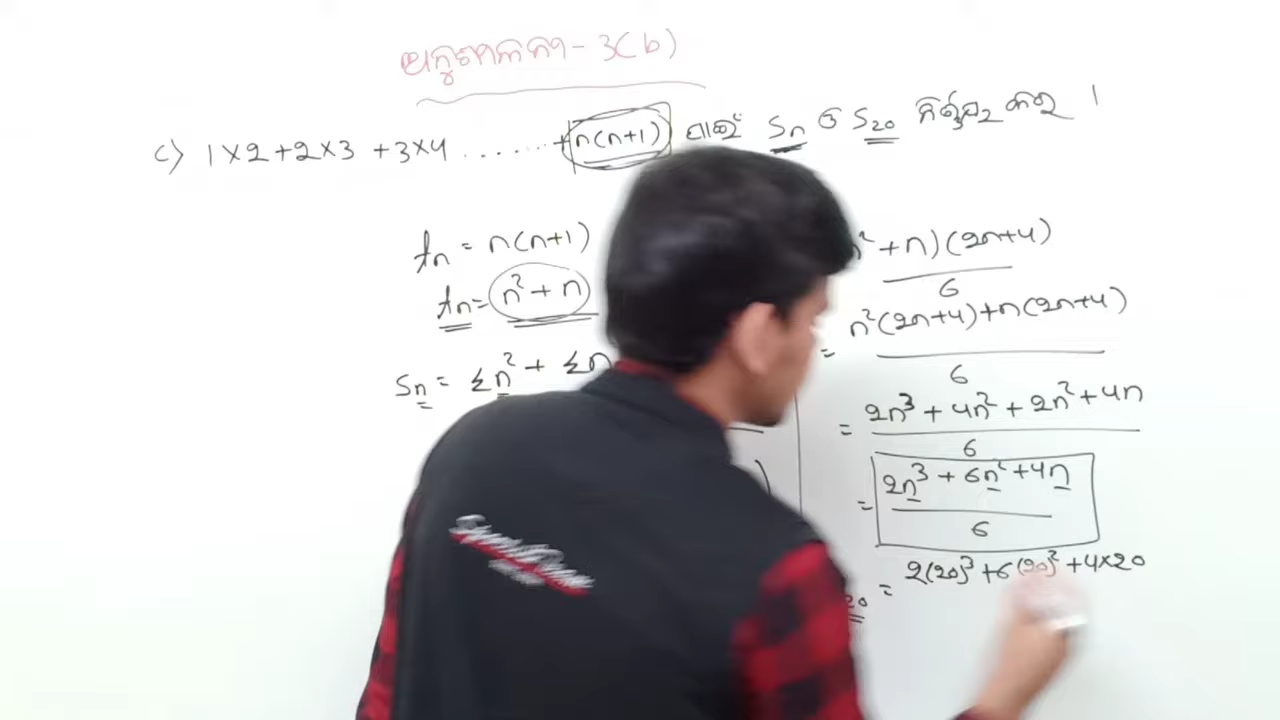 ଅନୁଶୀଳନୀ - 3(b)
c) 1×2 + 2×3 + 3×4 ...... + n(n+1) ପାଇଁ Sn ଓ S20 ନିର୍ଣ୍ଣୟ କର ।
tn = n(n+1)
tn = n² + n
Sn = Σn² + Σn
² + n)(2n+4)
6
= n²(2n+4)+n(2n+4)
6
= 2n³ + 4n² + 2n² + 4n
6
= 2n³ + 6n² + 4n
6
20 = 2(20)³ + 6(20)² + 4×20